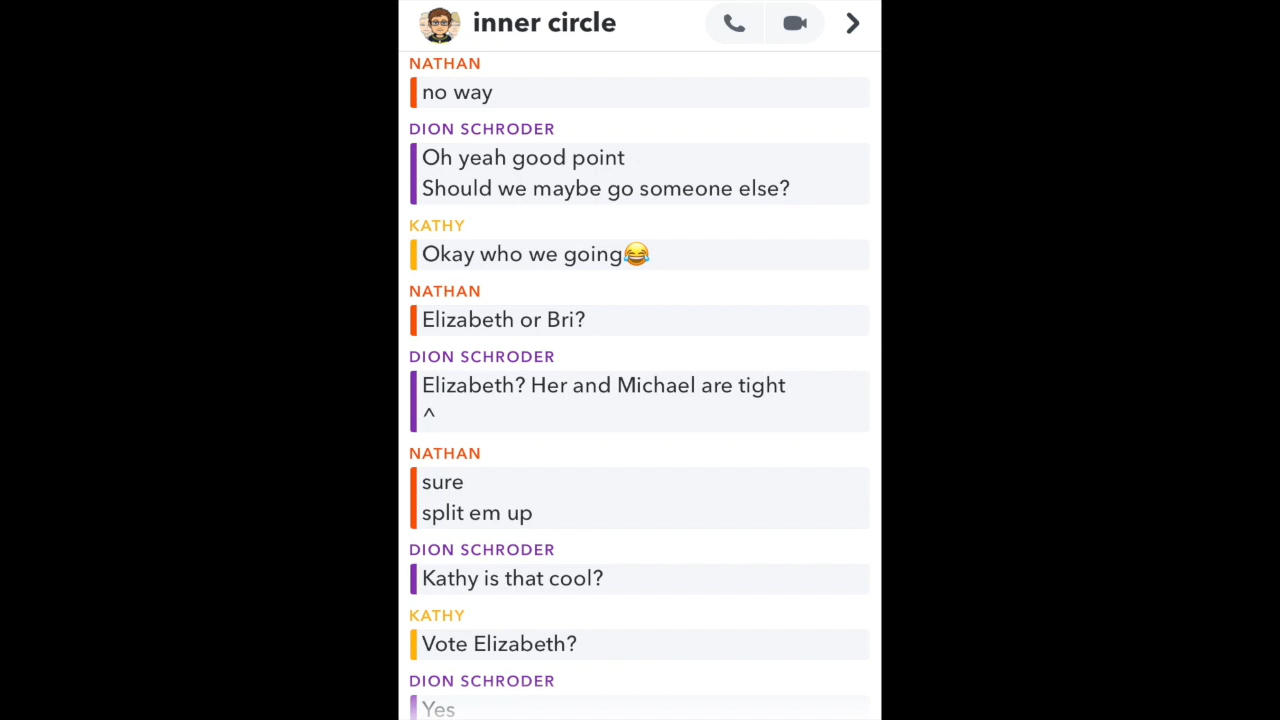 inner circle
NATHAN
no way
DION SCHRODER
Oh yeah good point
Should we maybe go someone else?
KATHY
Okay who we going😂
NATHAN
Elizabeth or Bri?
DION SCHRODER
Elizabeth? Her and Michael are tight
^
NATHAN
sure
split em up
DION SCHRODER
Kathy is that cool?
KATHY
Vote Elizabeth?
DION SCHRODER
Yes